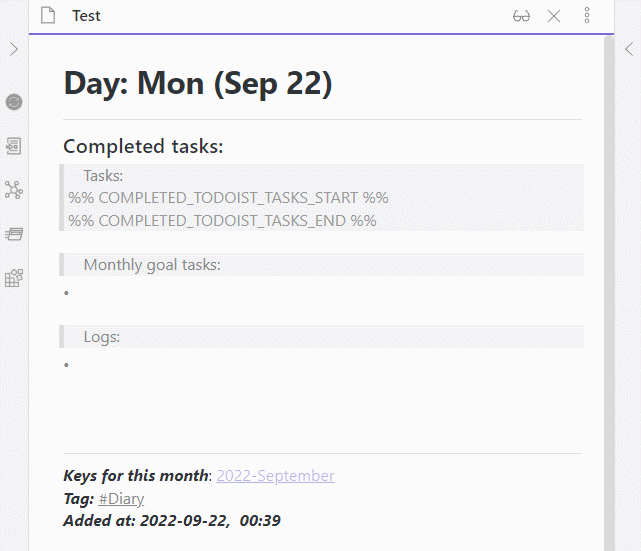 Test
Day: Mon (Sep 22)
Completed tasks:
Tasks:
%% COMPLETED_TODOIST_TASKS_START %%
%% COMPLETED_TODOIST_TASKS_END %%
Monthly goal tasks:
Logs:
Keys for this month: 2022-September
Tag: #Diary
Added at: 2022-09-22, 00:39